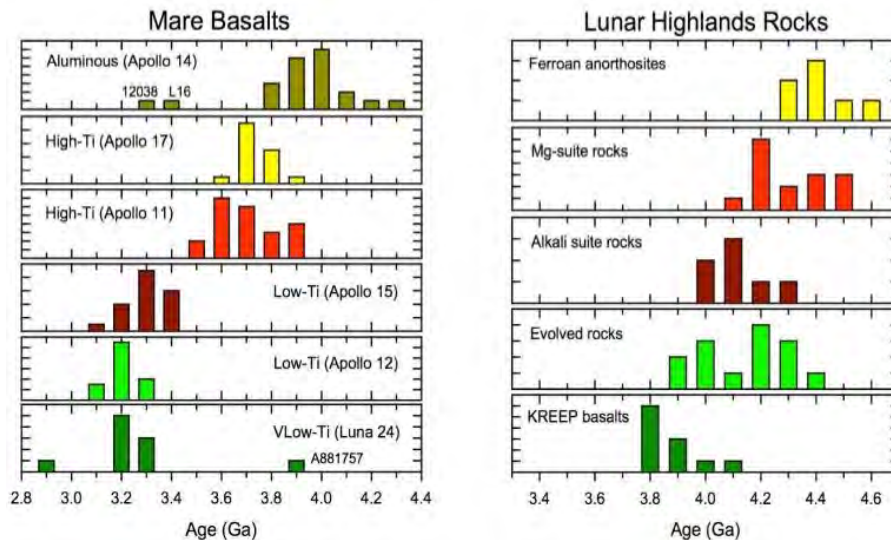 Mare Basalts
Aluminous (Apollo 14)
12038 L16
High-Ti (Apollo 17)
High-Ti (Apollo 11)
Low-Ti (Apollo 15)
Low-Ti (Apollo 12)
VLow-Ti (Luna 24)
A881757
2.8 3.0 3.2 3.4 3.6 3.8 4.0 4.2 4.4
Age (Ga)
Lunar Highlands Rocks
Ferroan anorthosites
Mg-suite rocks
Alkali suite rocks
Evolved rocks
KREEP basalts
3.4 3.6 3.8 4.0 4.2 4.4 4.6
Age (Ga)